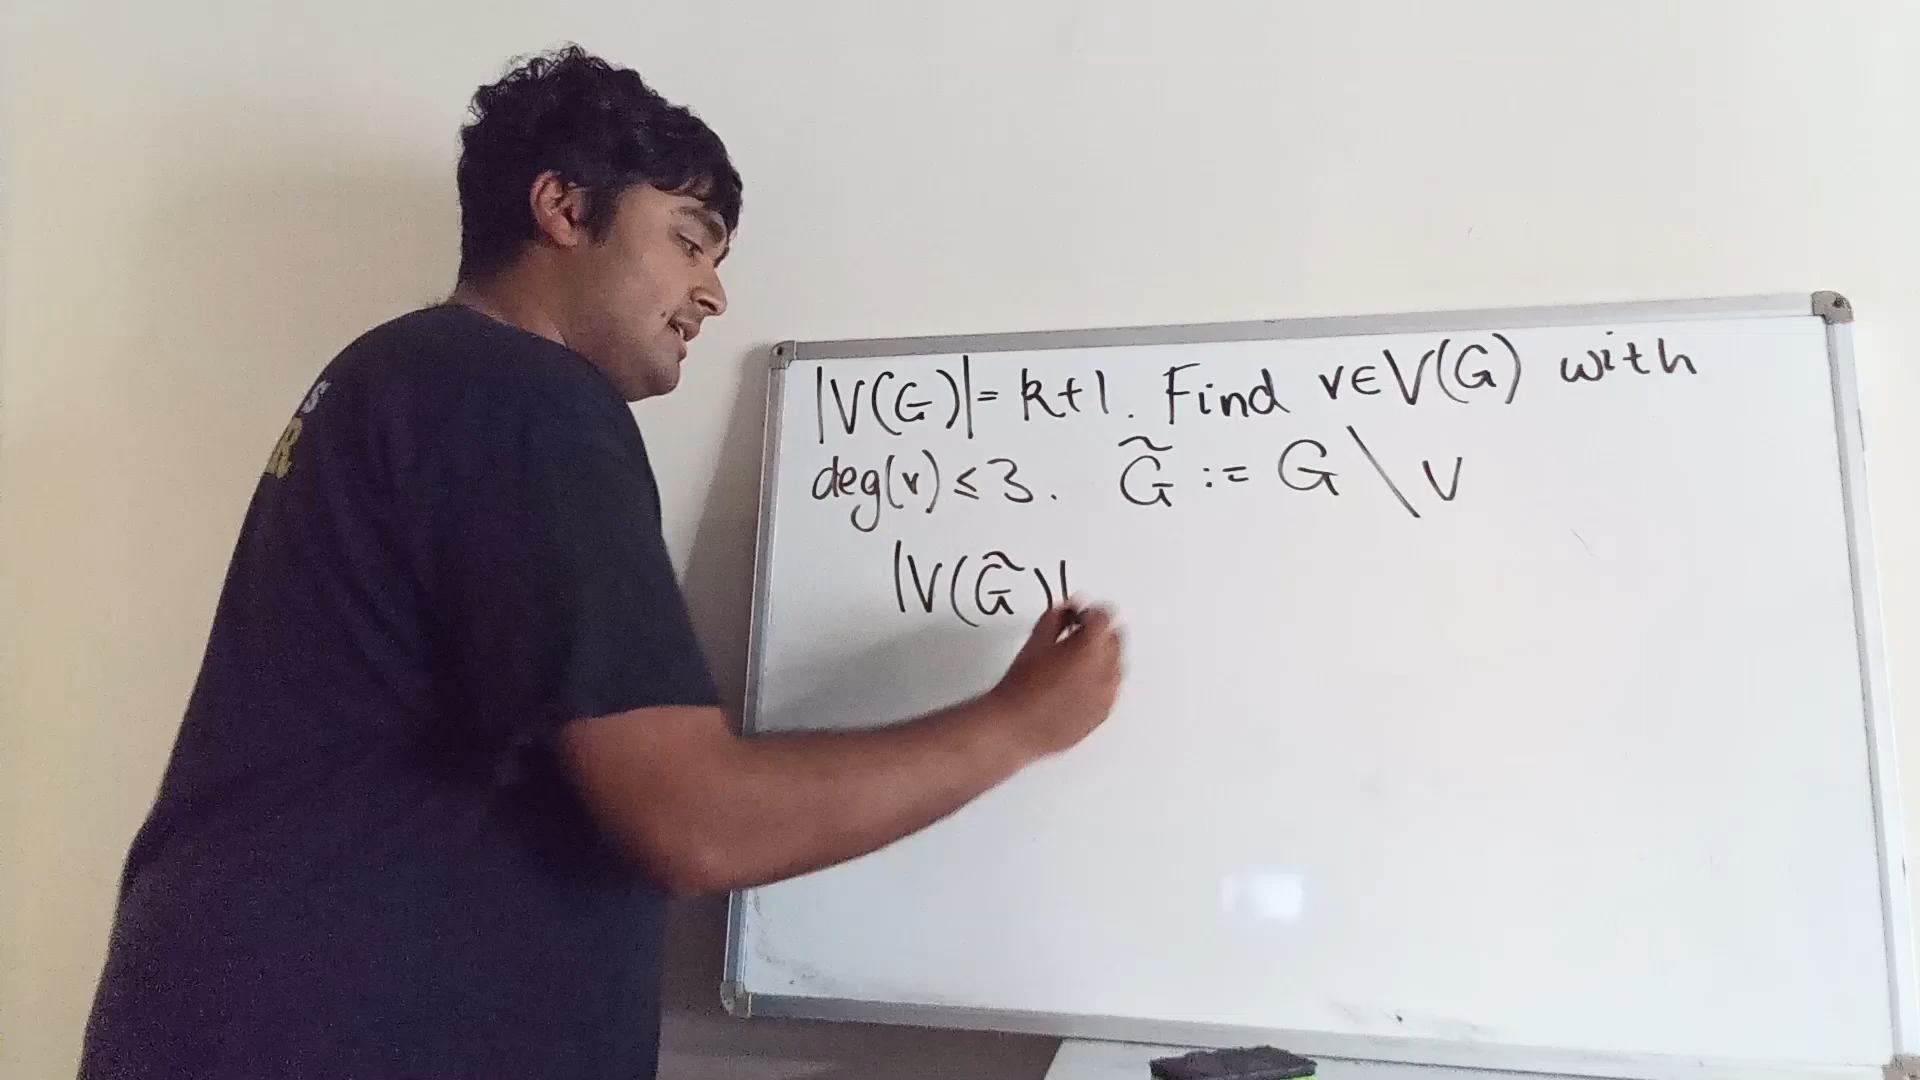 |V(G)| = k+1. Find v∈V(G) with
deg(v) ≤ 3. G̃ := G \ v
|V(G̃)|